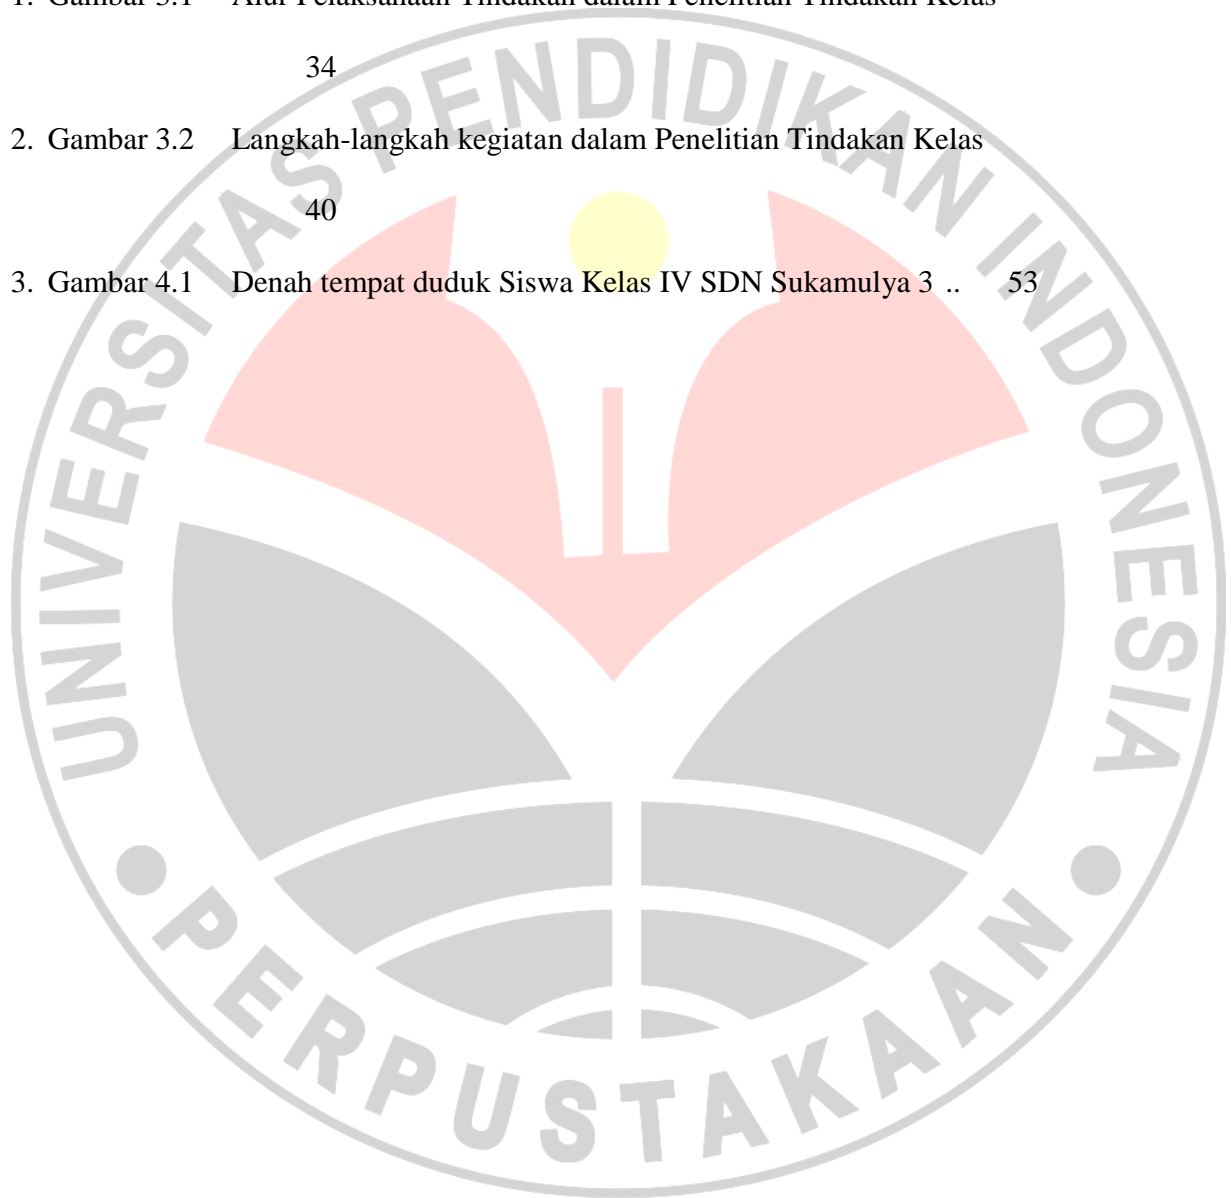 1. Gambar 3.1 Alur Pelaksanaan Tindakan dalam Penelitian Tindakan Kelas
34
2. Gambar 3.2 Langkah-langkah kegiatan dalam Penelitian Tindakan Kelas
40
3. Gambar 4.1 Denah tempat duduk Siswa Kelas IV SDN Sukamulya 3 .. 53
UNIVERSITAS PENDIDIKAN INDONESIA
PERPUSTAKAAN